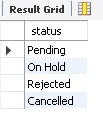 Result Grid
status
Pending
On Hold
Rejected
Cancelled